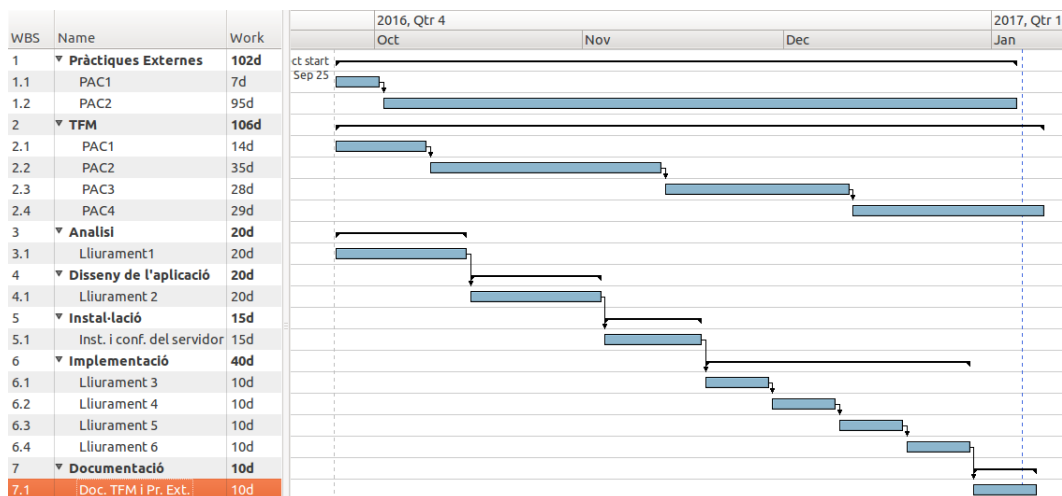 2016, Qtr 4 2017, Qtr 1
WBS Name Work Oct Nov Dec Jan
1 Pràctiques Externes 102d ct start
Sep 25
1.1 PAC1 7d
1.2 PAC2 95d
2 TFM 106d
2.1 PAC1 14d
2.2 PAC2 35d
2.3 PAC3 28d
2.4 PAC4 29d
3 Analisi 20d
3.1 Lliurament1 20d
4 Disseny de l'aplicació 20d
4.1 Lliurament 2 20d
5 Instal·lació 15d
5.1 Inst. i conf. del servidor 15d
6 Implementació 40d
6.1 Lliurament 3 10d
6.2 Lliurament 4 10d
6.3 Lliurament 5 10d
6.4 Lliurament 6 10d
7 Documentació 10d
7.1 Doc. TFM i Pr. Ext. 10d